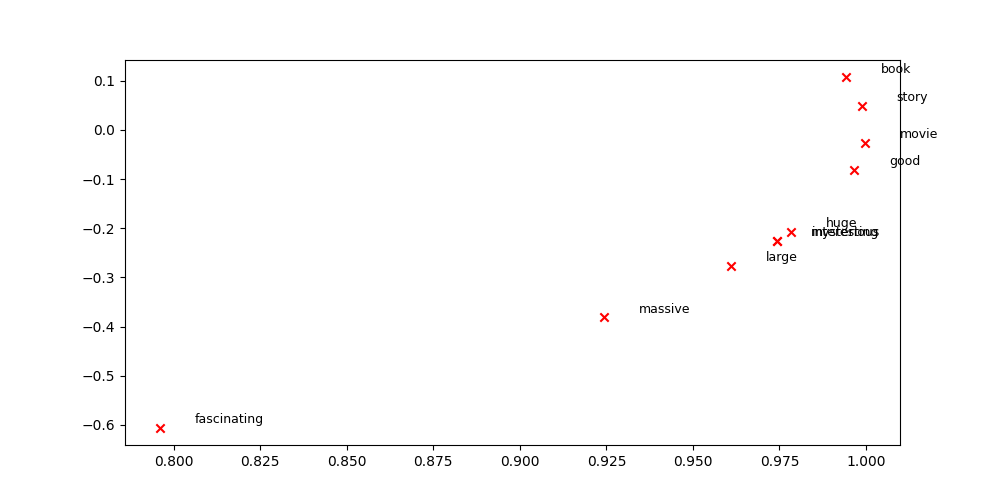 0.1
0.0
−0.1
−0.2
−0.3
−0.4
−0.5
−0.6
book
story
movie
good
huge
interesting
mysterious
large
massive
fascinating
0.800
0.825
0.850
0.875
0.900
0.925
0.950
0.975
1.000